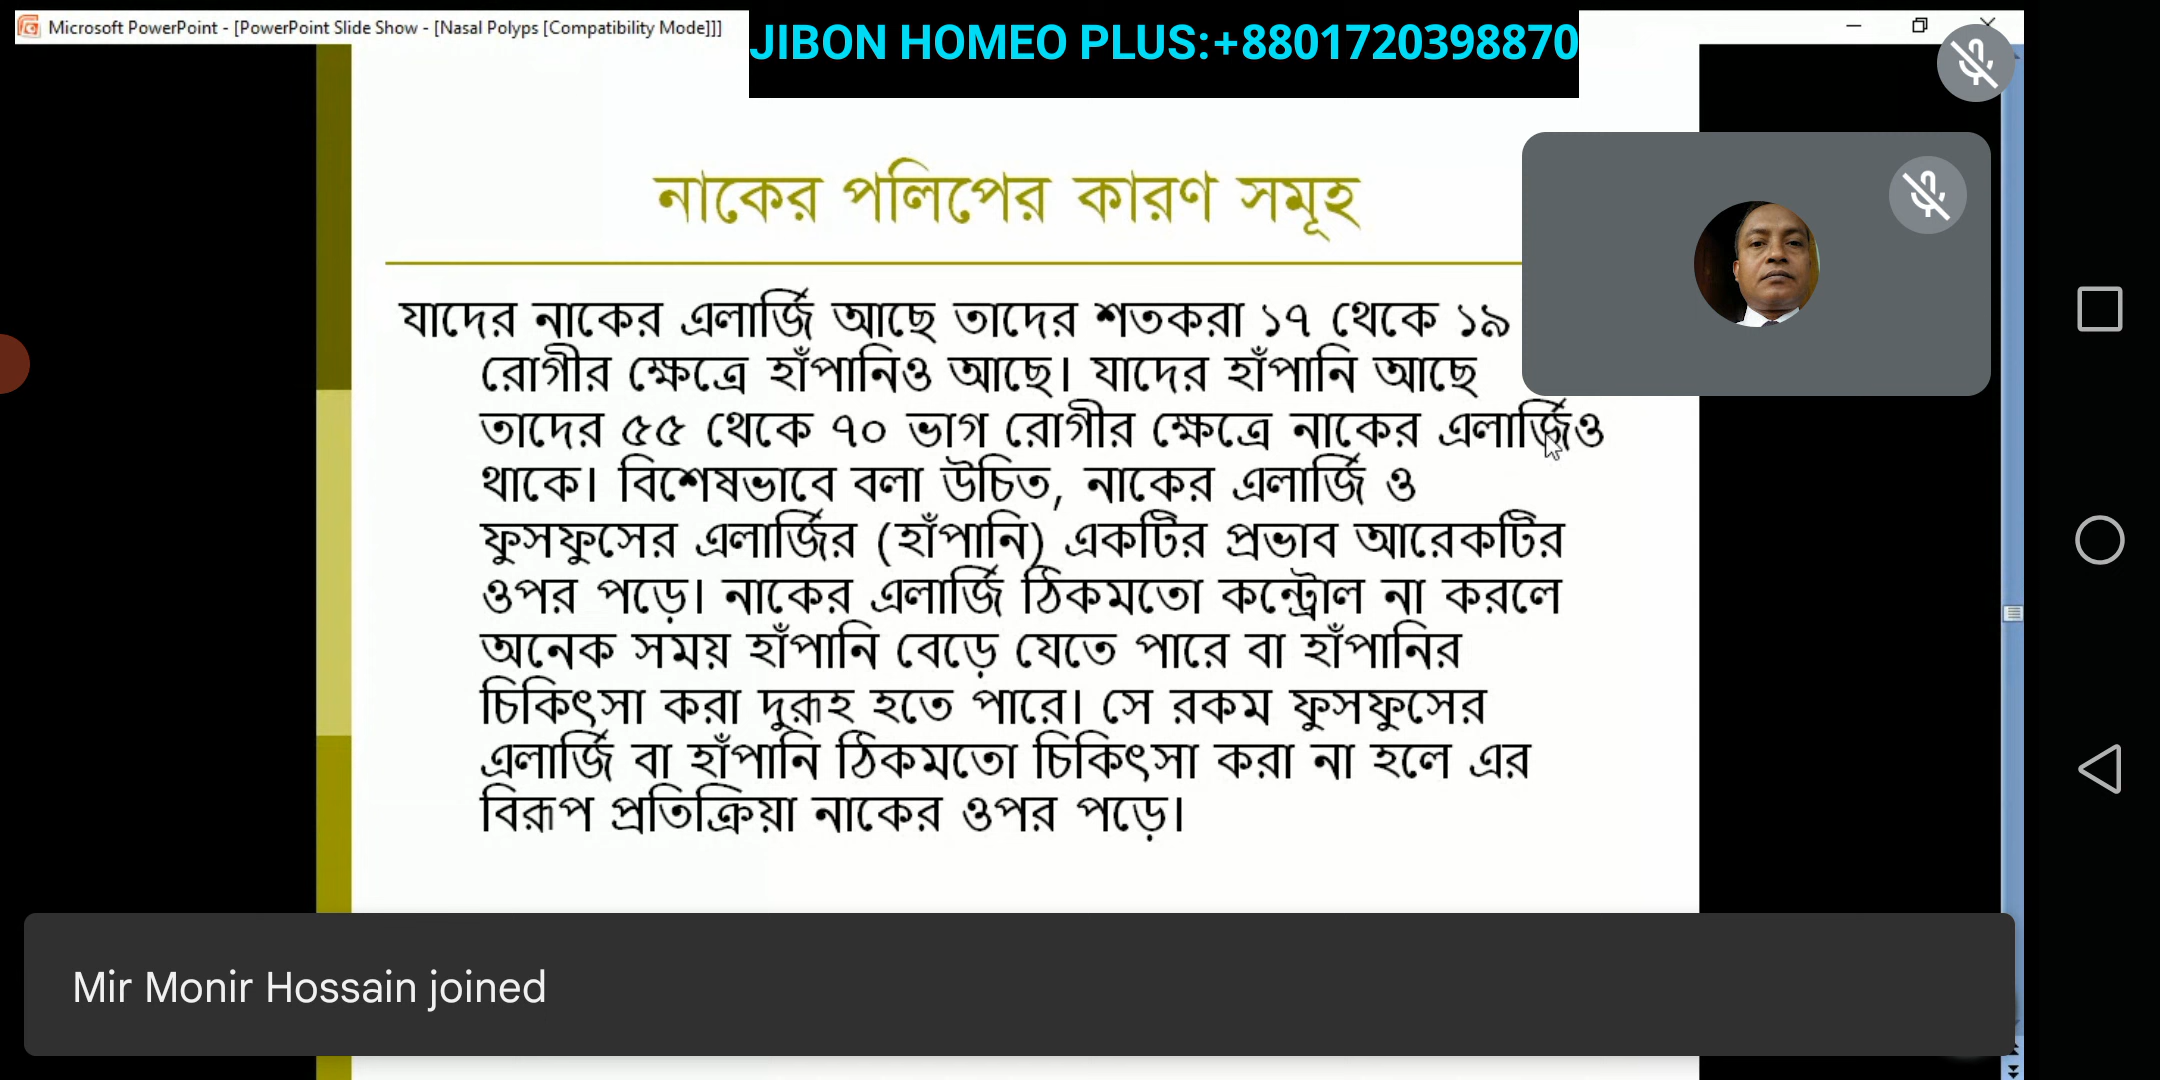 Microsoft PowerPoint - [PowerPoint Slide Show - [Nasal Polyps [Compatibility Mode]]]
JIBON HOMEO PLUS:+8801720398870
নাকের পলিপের কারণ সমূহ
যাদের নাকের এলার্জি আছে তাদের শতকরা ১৭ থেকে ১৯
রোগীর ক্ষেত্রে হাঁপানিও আছে। যাদের হাঁপানি আছে
তাদের ৫৫ থেকে ৭০ ভাগ রোগীর ক্ষেত্রে নাকের এলার্জিও
থাকে। বিশেষভাবে বলা উচিত, নাকের এলার্জি ও
ফুসফুসের এলার্জির (হাঁপানি) একটির প্রভাব আরেকটির
ওপর পড়ে। নাকের এলার্জি ঠিকমতো কন্ট্রোল না করলে
অনেক সময় হাঁপানি বেড়ে যেতে পারে বা হাঁপানির
চিকিৎসা করা দুরূহ হতে পারে। সে রকম ফুসফুসের
এলার্জি বা হাঁপানি ঠিকমতো চিকিৎসা করা না হলে এর
বিরূপ প্রতিক্রিয়া নাকের ওপর পড়ে।
Mir Monir Hossain joined